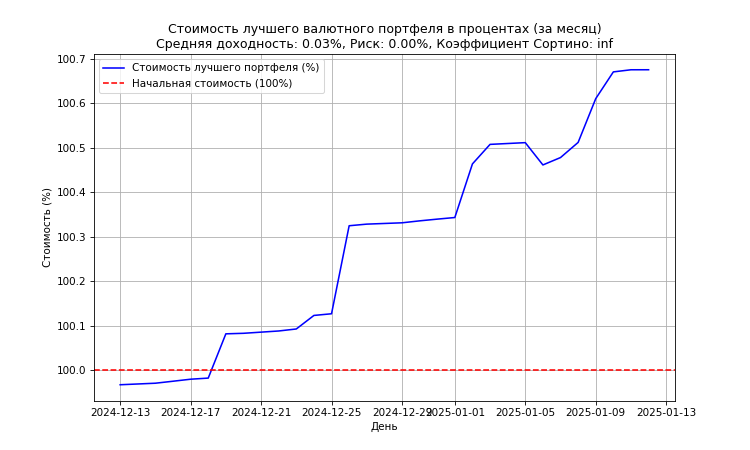 Стоимость лучшего валютного портфеля в процентах (за месяц)
Средняя доходность: 0.03%, Риск: 0.00%, Коэффициент Сортино: inf
Стоимость лучшего портфеля (%)
Начальная стоимость (100%)
Стоимость (%)
100.7
100.6
100.5
100.4
100.3
100.2
100.1
100.0
2024-12-13 2024-12-17 2024-12-21 2024-12-25 2024-12-29 2025-01-01 2025-01-05 2025-01-09 2025-01-13
День